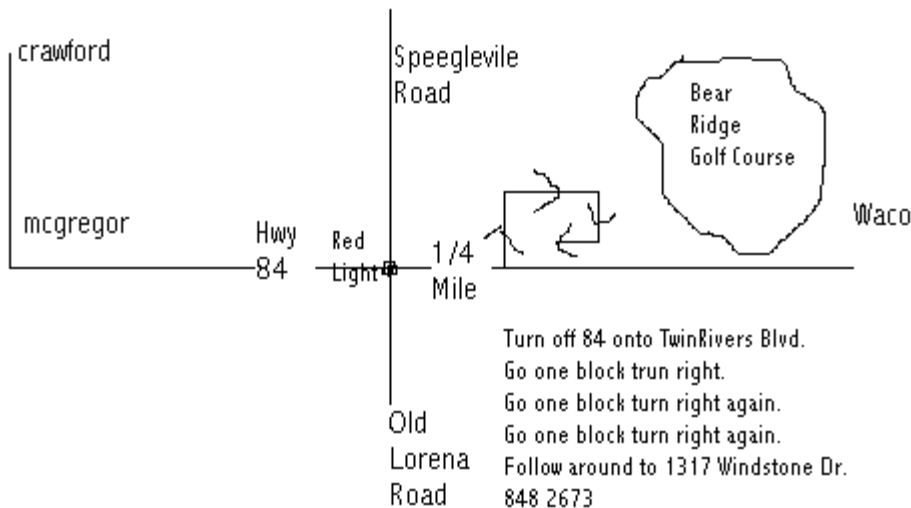 crawford
Speeglevile
Road
Bear
Ridge
Golf Course
mcgregor
Waco
Hwy
84
Red
Light
1/4
Mile
Old
Lorena
Road
Turn off 84 onto TwinRivers Blvd.
Go one block trun right.
Go one block turn right again.
Go one block turn right again.
Follow around to 1317 Windstone Dr.
848 2673